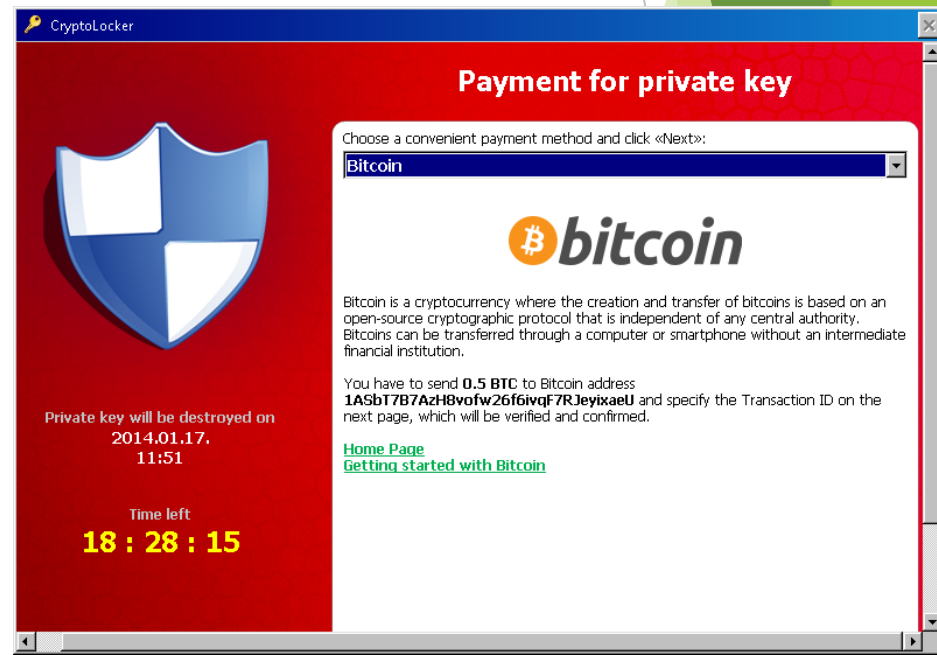 CryptoLocker
Payment for private key
Choose a convenient payment method and click «Next»:
Bitcoin
bitcoin
Bitcoin is a cryptocurrency where the creation and transfer of bitcoins is based on an
open-source cryptographic protocol that is independent of any central authority.
Bitcoins can be transferred through a computer or smartphone without an intermediate
financial institution.
You have to send 0.5 BTC to Bitcoin address
1ASbT7B7AzH8vofw26f6ivqF7RJeyixaeU and specify the Transaction ID on the
next page, which will be verified and confirmed.
Home Page
Getting started with Bitcoin
Private key will be destroyed on
2014.01.17.
11:51
Time left
18 : 28 : 15